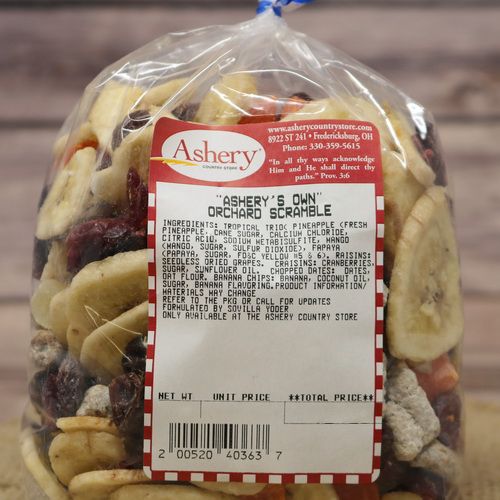 Ashery
COUNTRY STORE
www.asherycountrystore.com
8922 ST 241 • Fredericksburg, OH
Phone: 330-359-5615
"In all thy ways acknowledge
Him and He shall direct thy
paths." Prov. 3:6
"ASHERY'S OWN"
ORCHARD SCRAMBLE
INGREDIENTS: TROPICAL TRIO( PINEAPPLE (FRESH
PINEAPPLE, CANE SUGAR, CALCIUM CHLORIDE,
CITRIC ACID, SODIUM METABISULFITE, MANGO
(MANGO, SUGAR, SULFUR DIOXIDE), PAPAYA
(PAPAYA, SUGAR, FD&C YELLOW #5 & 6). RAISINS:
SEEDLESS DRIED GRAPES. CRAISINS: CRANBERRIES,
SUGAR, SUNFLOWER OIL. CHOPPED DATES: DATES,
OAT FLOUR. BANANA CHIPS: BANANA, COCONUT OIL,
SUGAR, BANANA FLAVORING.PRODUCT INFORMATION/
MATERIALS MAY CHANGE
REFER TO THE PKG OR CALL FOR UPDATES
FORMULATED BY SOVILLA YODER
ONLY AVAILABLE AT THE ASHERY COUNTRY STORE
NET WT UNIT PRICE **TOTAL PRICE**
2 00520 40363 7